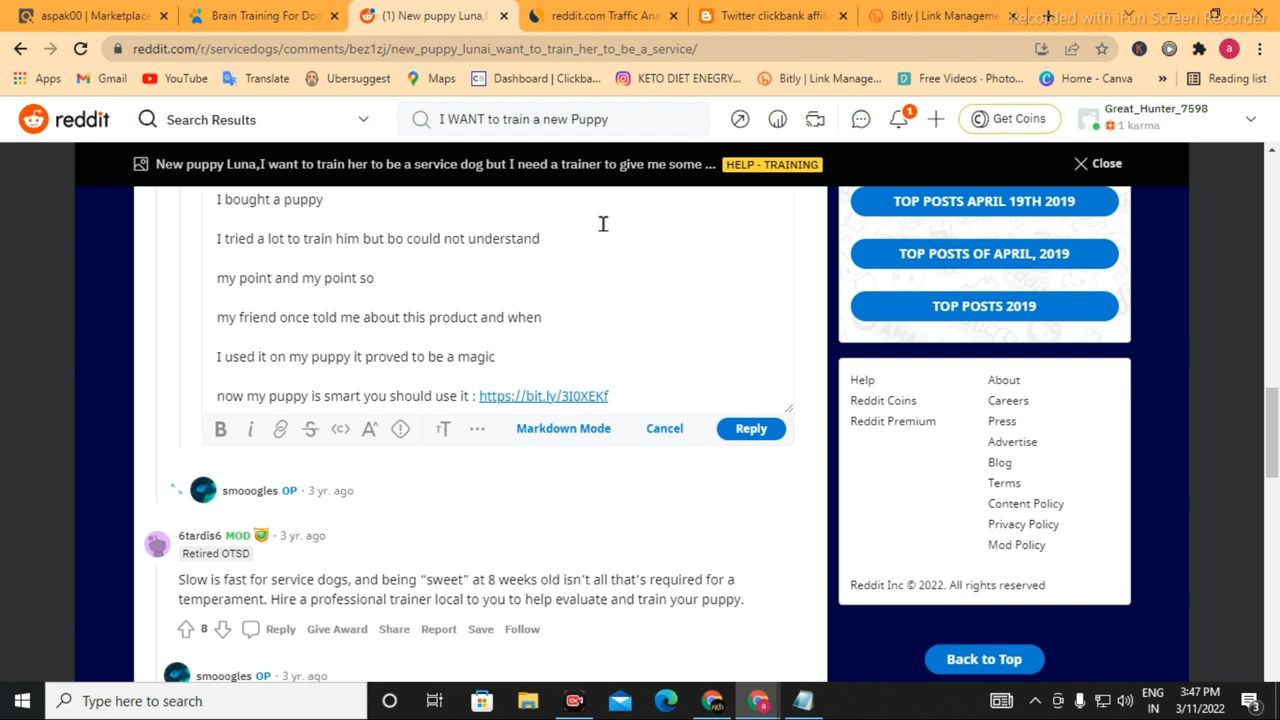 aspak00 | Marketplace
Brain Training For Dog
(1) New puppy Luna,I
reddit.com Traffic Ana
Twitter clickbank affili
Bitly | Link Manageme
Recorded with iFun Screen Recorder
reddit.com/r/servicedogs/comments/bez1zj/new_puppy_lunai_want_to_train_her_to_be_a_service/
K
a
Apps
Gmail
YouTube
Translate
Ubersuggest
Maps
Dashboard | Clickba...
KETO DIET ENEGRY...
Bitly | Link Manage...
Free Videos · Photo...
Home - Canva
»
Reading list
reddit
Search Results
I WANT to train a new Puppy
1
Get Coins
Great_Hunter_7598
1 karma
New puppy Luna,I want to train her to be a service dog but I need a trainer to give me some ...
HELP - TRAINING
Close
I bought a puppy
I tried a lot to train him but bo could not understand
my point and my point so
my friend once told me about this product and when
I used it on my puppy it proved to be a magic
now my puppy is smart you should use it : https://bit.ly/3I0XEKf
B i
Markdown Mode
Cancel
Reply
smooogles OP · 3 yr. ago
6tardis6 MOD · 3 yr. ago
Retired OTSD
Slow is fast for service dogs, and being “sweet” at 8 weeks old isn’t all that’s required for a
temperament. Hire a professional trainer local to you to help evaluate and train your puppy.
8
Reply
Give Award
Share
Report
Save
Follow
smooogles OP · 3 yr. ago
TOP POSTS APRIL 19TH 2019
TOP POSTS OF APRIL, 2019
TOP POSTS 2019
Help
About
Reddit Coins
Careers
Reddit Premium
Press
Advertise
Blog
Terms
Content Policy
Privacy Policy
Mod Policy
Reddit Inc © 2022. All rights reserved
Back to Top
Type here to search
ENG
IN
3:47 PM
3/11/2022
3